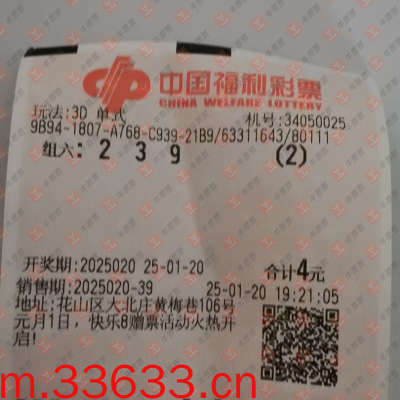 中国福利彩票
CHINA WELFARE LOTTERY
玩法:3D 单式 机号:34050025
9B94-1807-A768-C939-21B9/63311643/80111
组六: 2 3 9 (2)
开奖期:2025020 25-01-20 合计4元
销售期:2025020-39 25-01-20 19:21:05
地址:花山区大北庄黄梅巷106号
元月1日，快乐8赠票活动火热开
启!
m.33633.cn